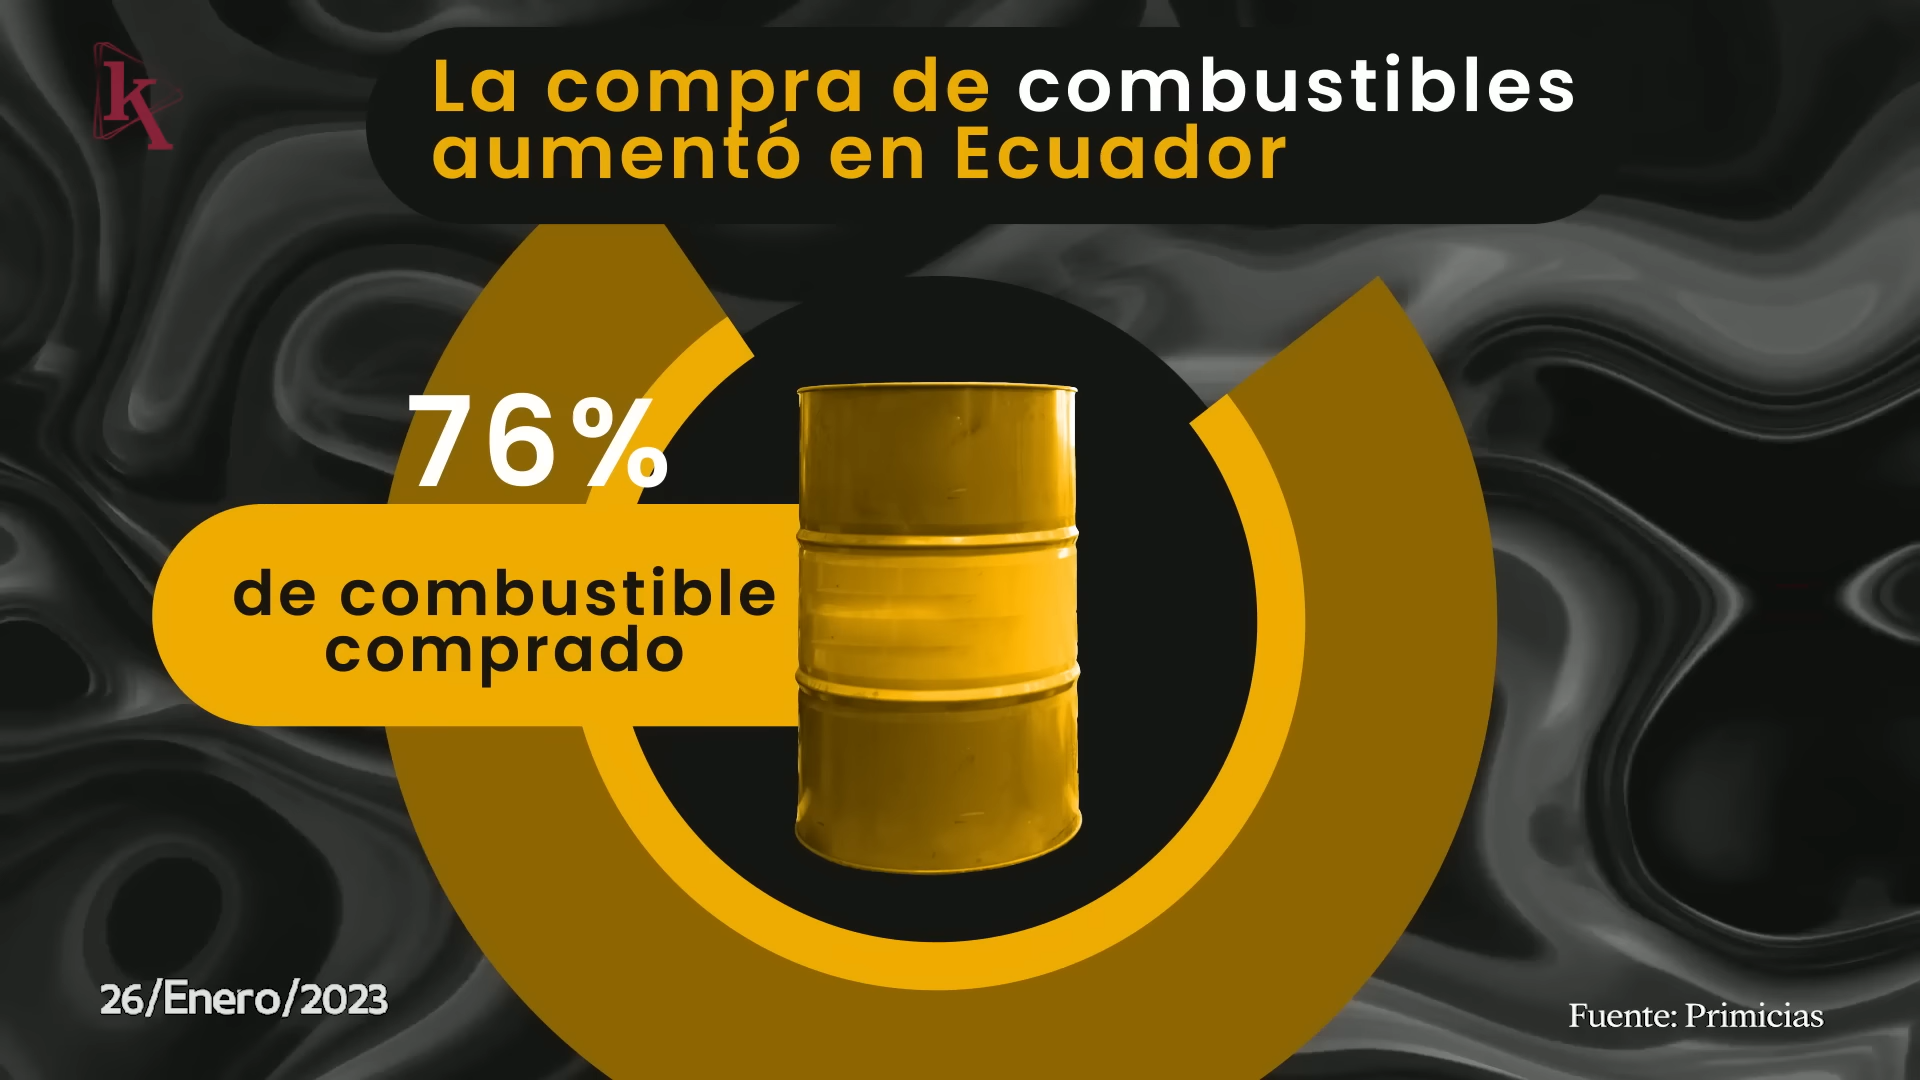 k
La compra de combustibles
aumentó en Ecuador
76%
de combustible
comprado
26/Enero/2023
Fuente: Primicias